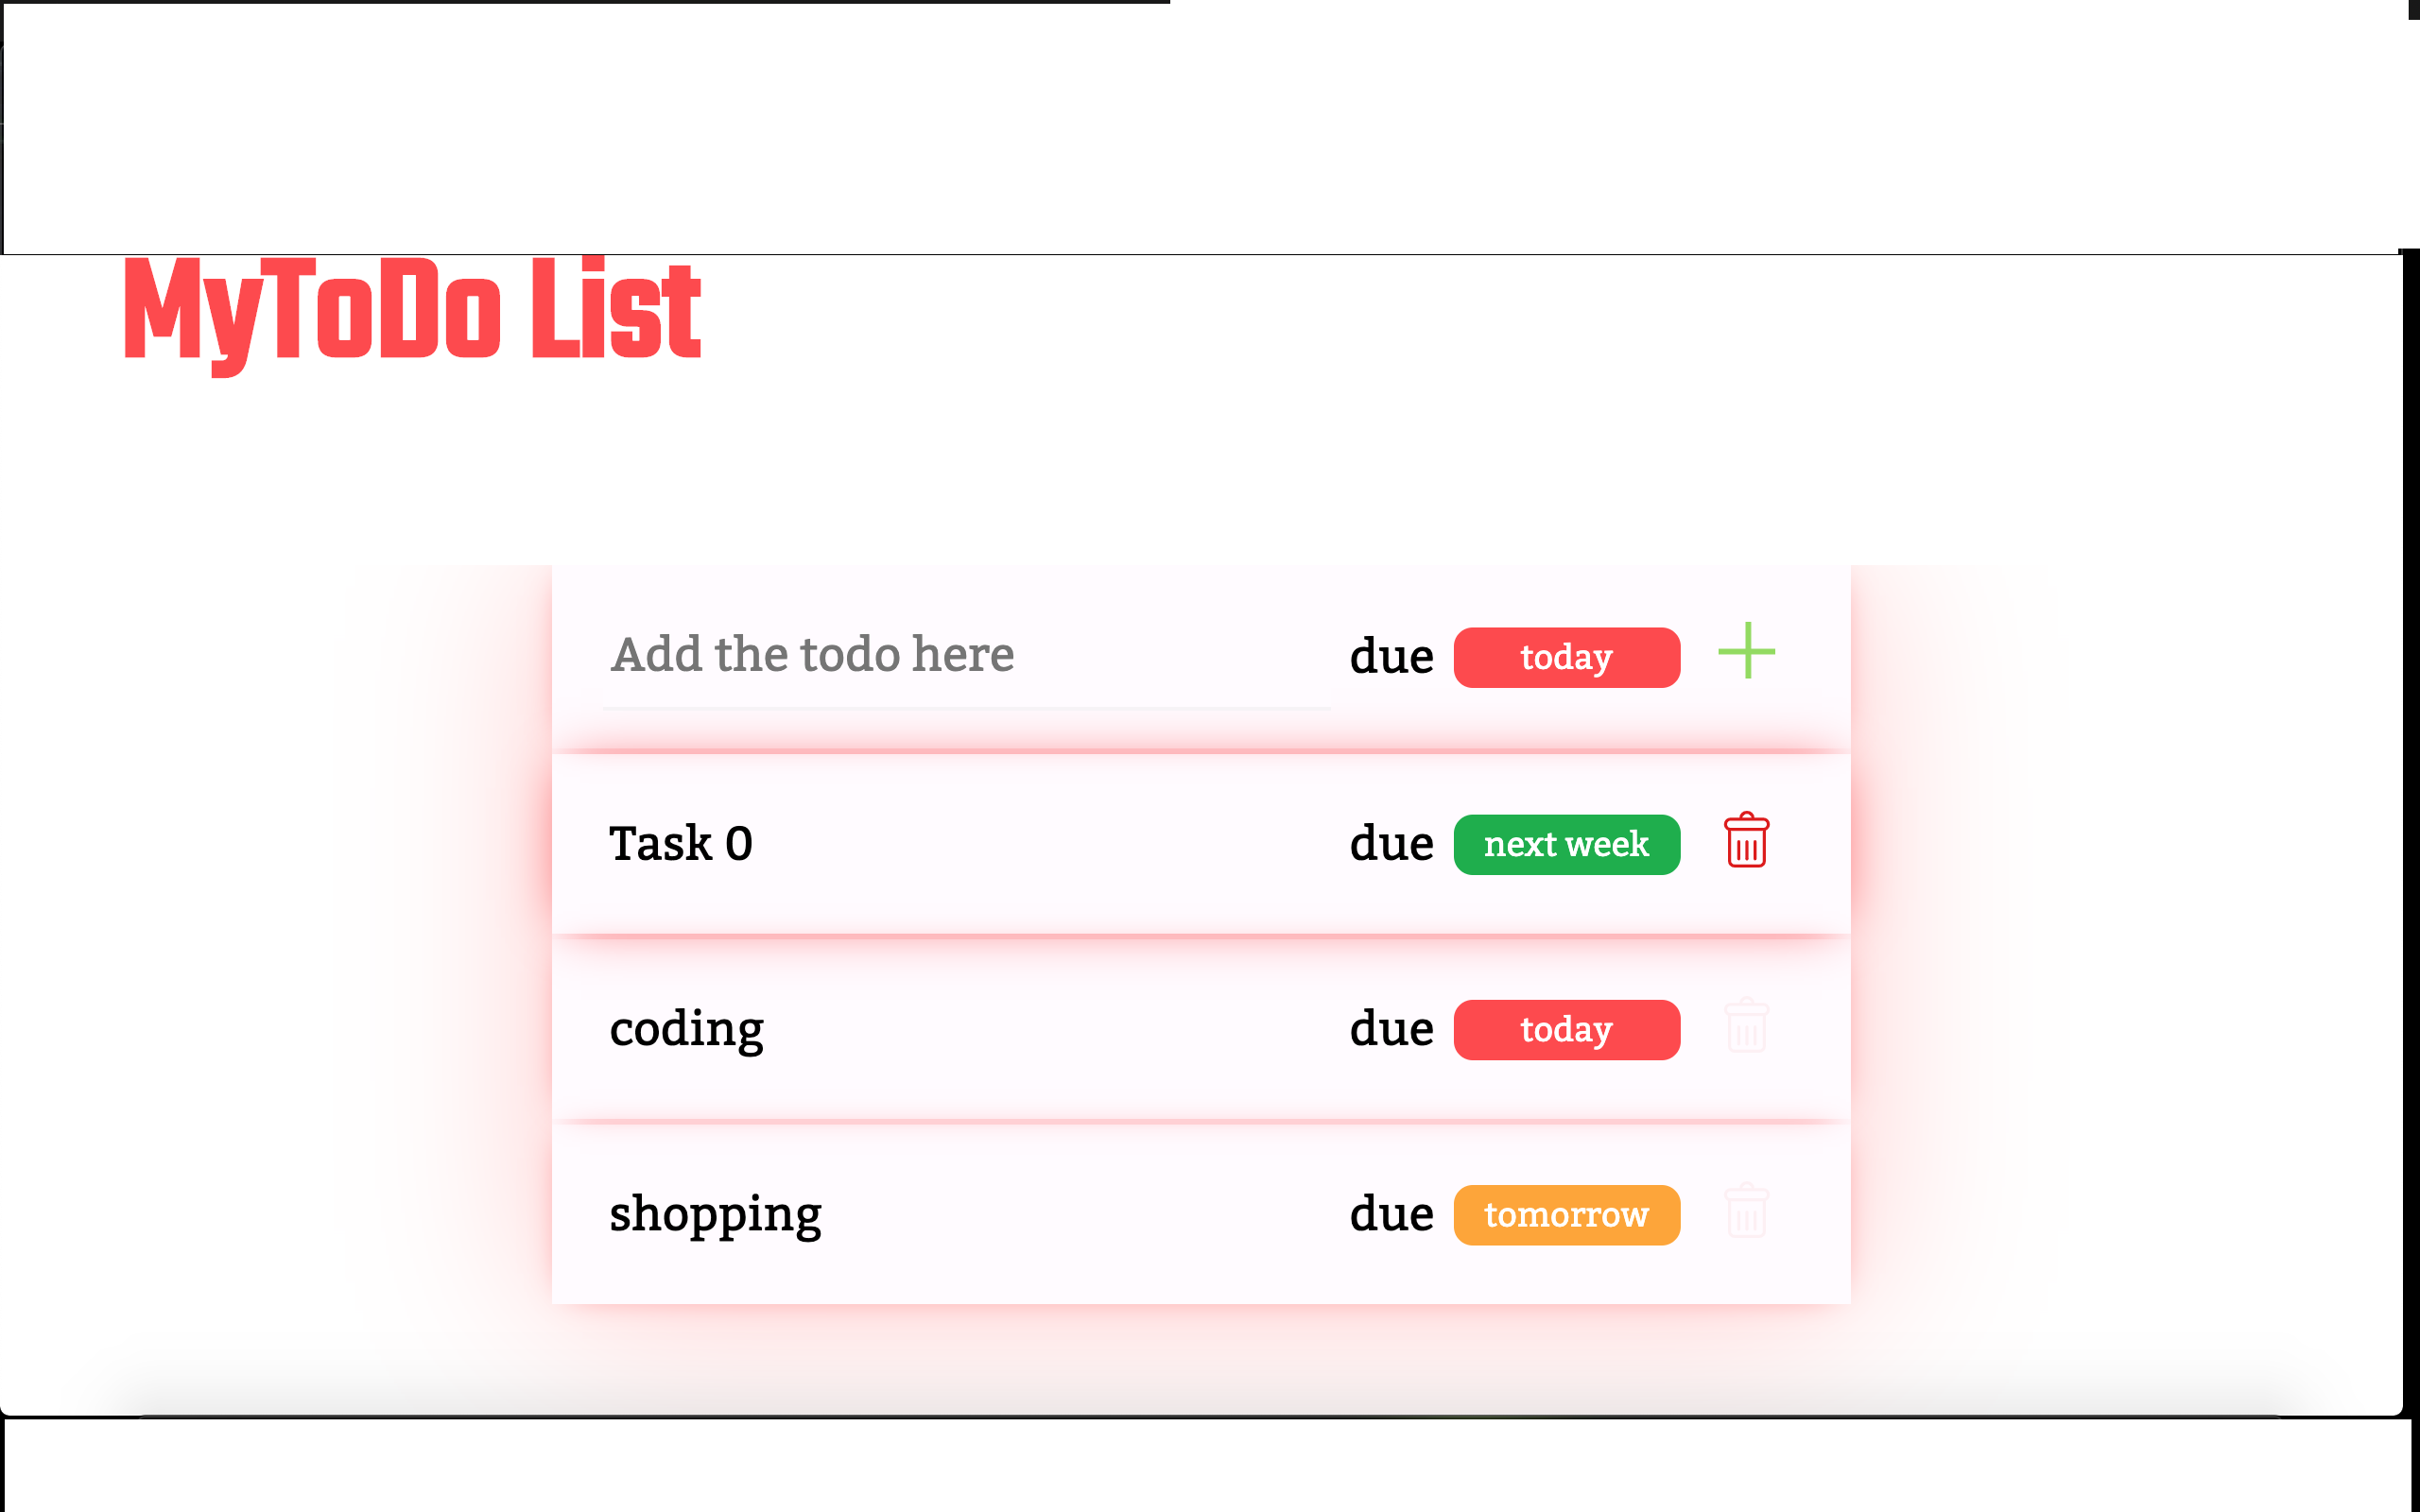 MyToDo List
Add the todo here due today
Task 0 due next week
coding due today
shopping due tomorrow